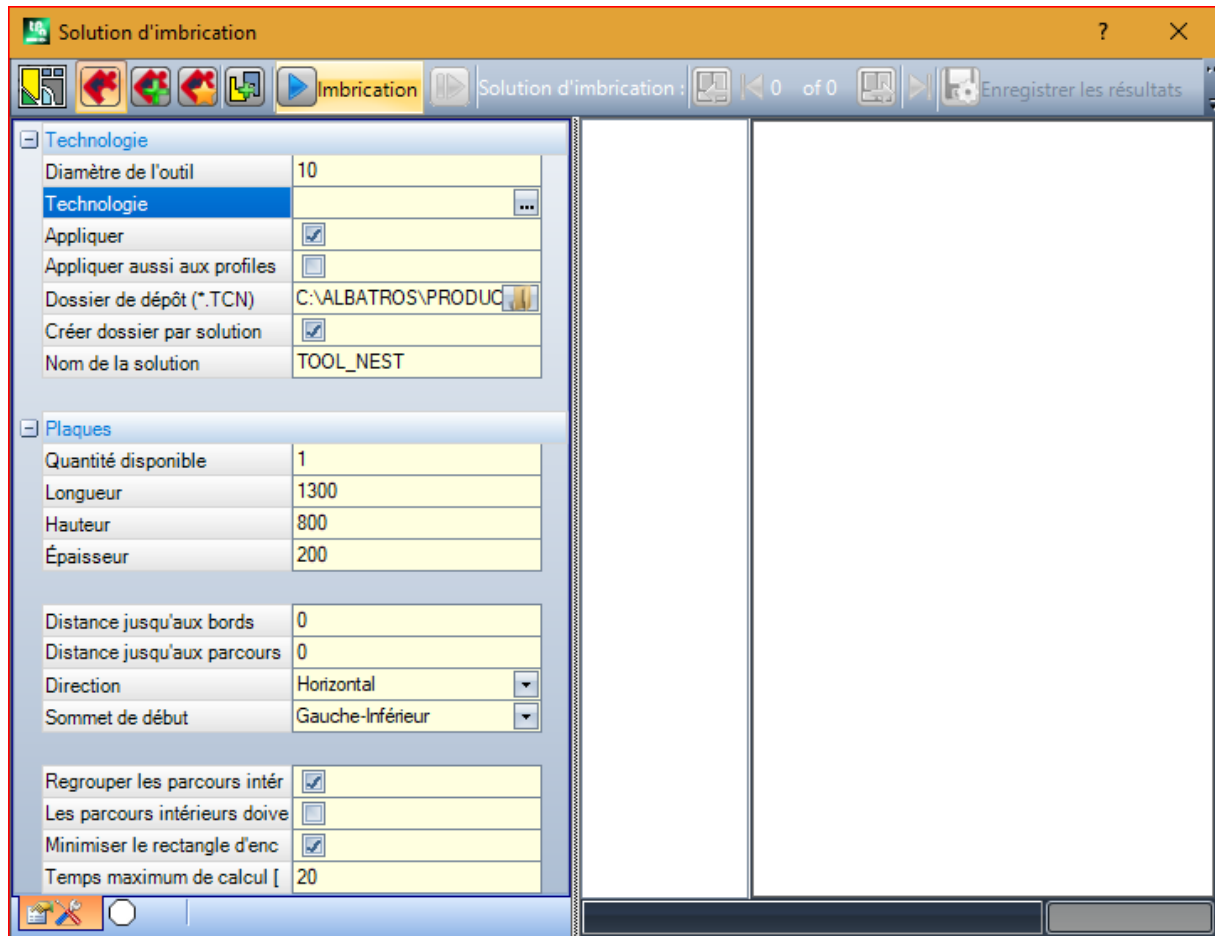 Solution d'imbrication
Imbrication Solution d'imbrication : 0 of 0 Enregistrer les résultats
Technologie
Diamètre de l'outil 10
Technologie ...
Appliquer
Appliquer aussi aux profiles
Dossier de dépôt (*.TCN) C:\ALBATROS\PRODUC
Créer dossier par solution
Nom de la solution TOOL_NEST
Plaques
Quantité disponible 1
Longueur 1300
Hauteur 800
Épaisseur 200
Distance jusqu'aux bords 0
Distance jusqu'aux parcours 0
Direction Horizontal
Sommet de début Gauche-Inférieur
Regrouper les parcours intér
Les parcours intérieurs doive
Minimiser le rectangle d'enc
Temps maximum de calcul [ 20